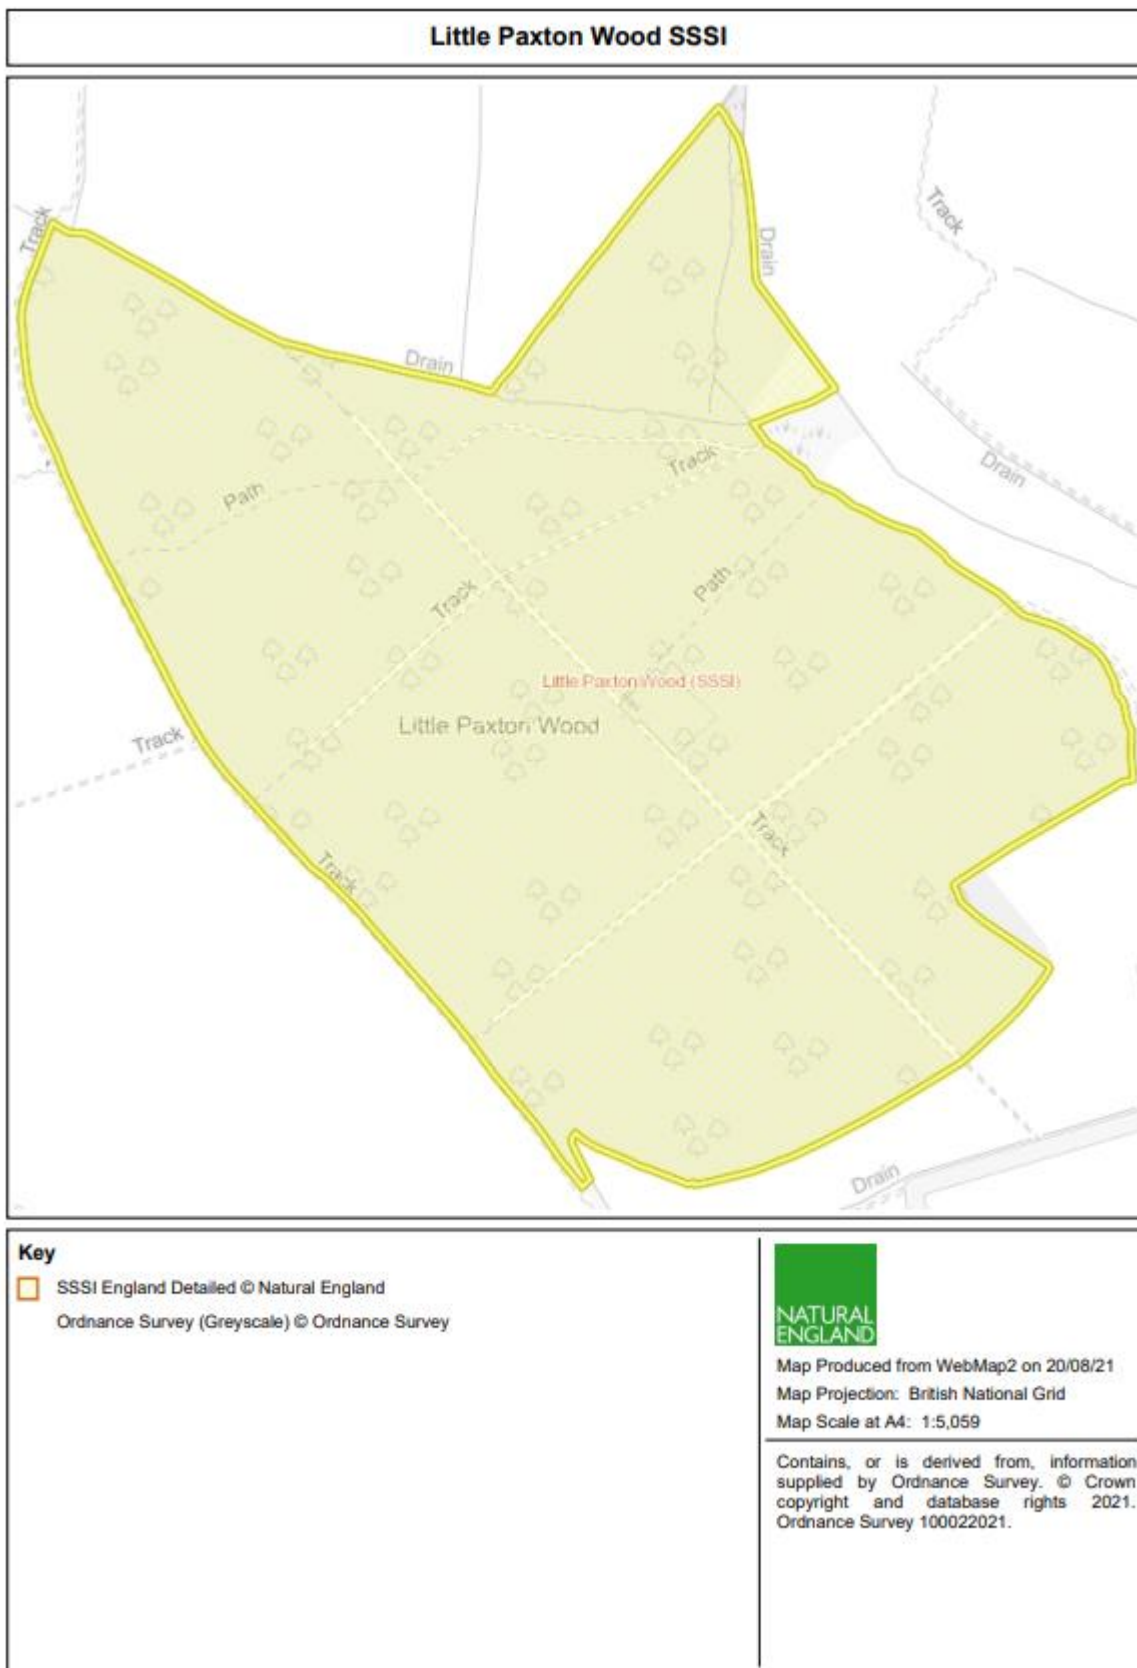 Little Paxton Wood SSSI
Track
Track
Drain
Drain
Track
Drain
Path
Track
Path
Little Paxton Wood (SSSI)
Little Paxton Wood
Track
Track
Track
Drain
Key
SSSI England Detailed © Natural England
Ordnance Survey (Greyscale) © Ordnance Survey
NATURAL
ENGLAND
Map Produced from WebMap2 on 20/08/21
Map Projection: British National Grid
Map Scale at A4: 1:5,059
Contains, or is derived from, information
supplied by Ordnance Survey. © Crown
copyright and database rights 2021.
Ordnance Survey 100022021.